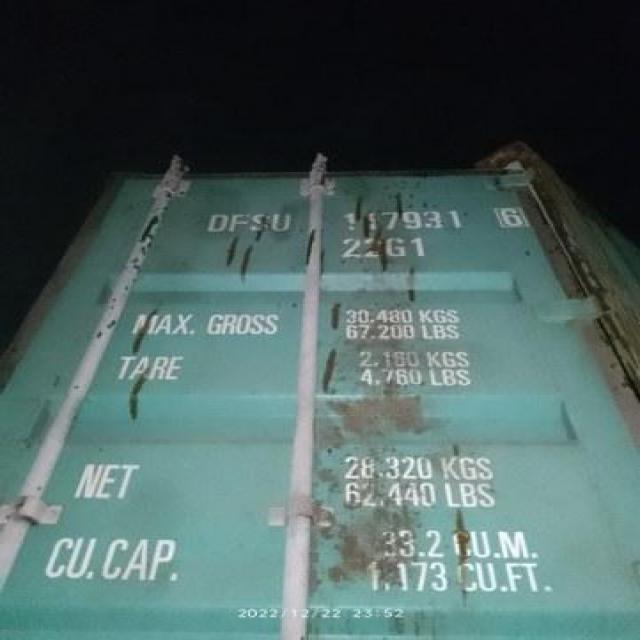 DFSU 117931 6
22G1
MAX. GROSS 30.480 KGS
67.200 LBS
TARE 2.160 KGS
4.760 LBS
NET 28.320 KGS
62.440 LBS
CU. CAP. 33.2 CU.M.
1.173 CU.FT.
2022/12/22 23:52